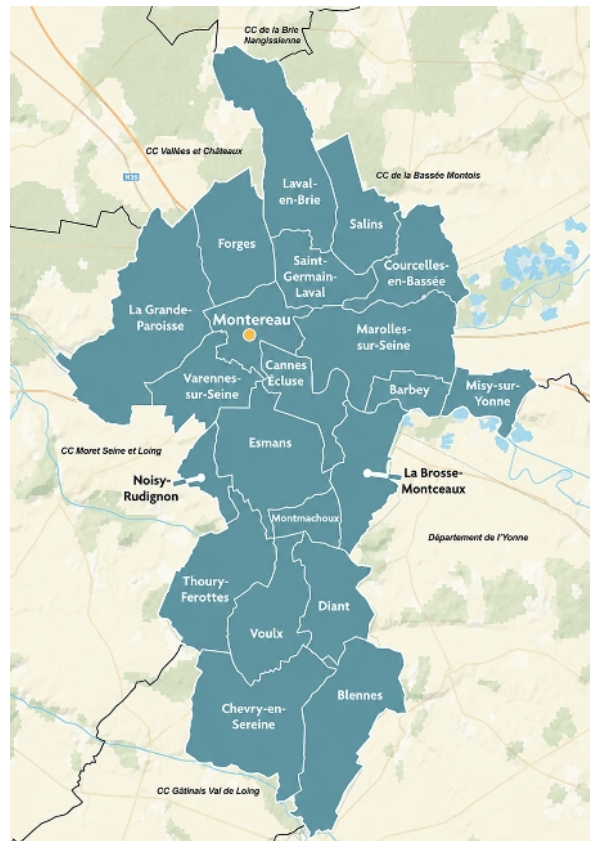 CC de la Brie
Nangissienne
CC Vallées et Châteaux
CC de la Bassée Montois
N36
Laval-
en-Brie
Salins
Forges
Saint-
Germain-
Laval
Courcelles-
en-Bassée
La Grande-
Paroisse
Montereau
Marolles-
sur-Seine
Cannes
Écluse
Varennes-
sur-Seine
Barbey
Misy-sur-
Yonne
Esmans
CC Moret Seine et Loing
Noisy-
Rudignon
La Brosse-
Montceaux
Montmachoux
Département de l'Yonne
Thoury-
Ferottes
Diant
Voulx
Blennes
Chevry-en-
Sereine
CC Gâtinais Val de Loing